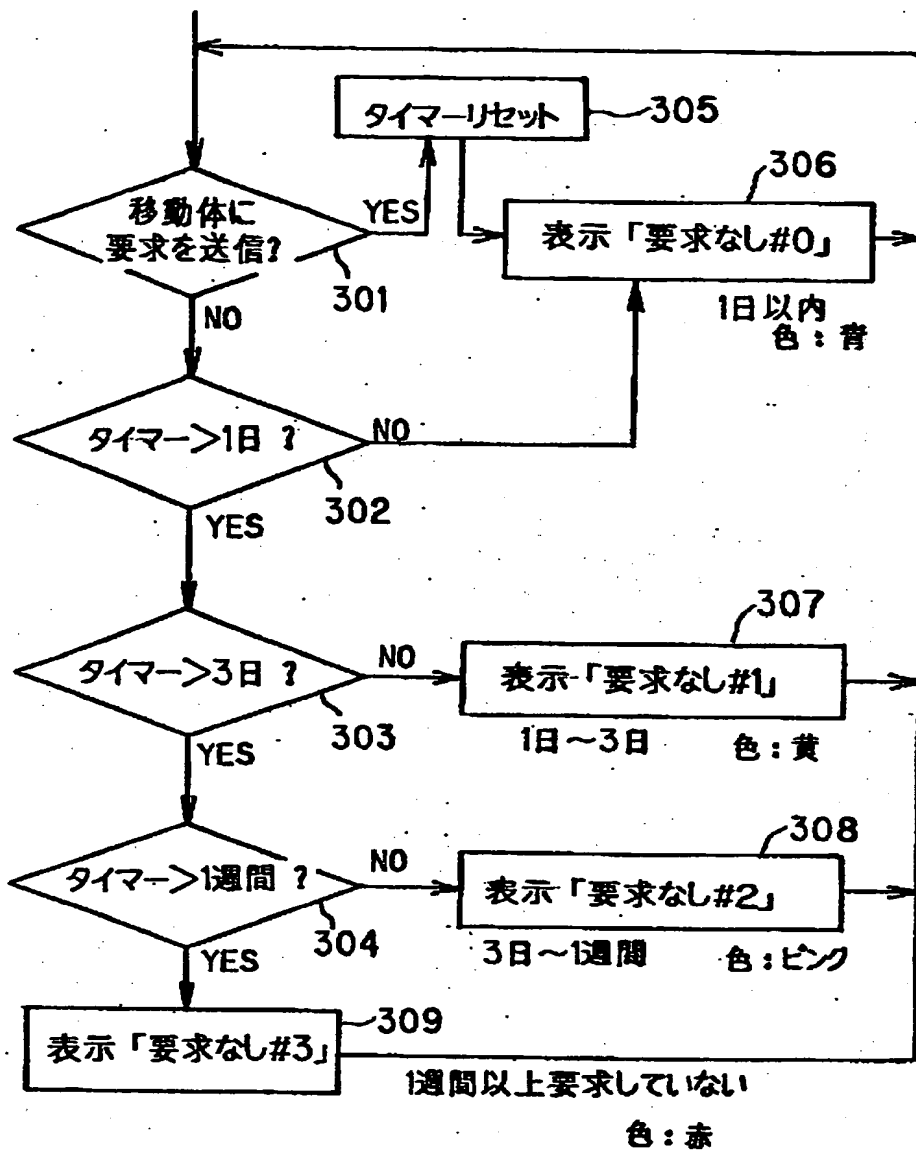 タイマーリセット
305
306
移動体に
要求を送信?
YES
301
表示「要求なし#0」
1日以内
色：青
NO
タイマー>1日 ?
NO
302
YES
307
タイマー>3日 ?
NO
303
表示「要求なし#1」
1日～3日
色：黄
YES
308
タイマー>1週間 ?
NO
304
表示「要求なし#2」
3日～1週間
色：ピンク
YES
309
表示「要求なし#3」
1週間以上要求していない
色：赤